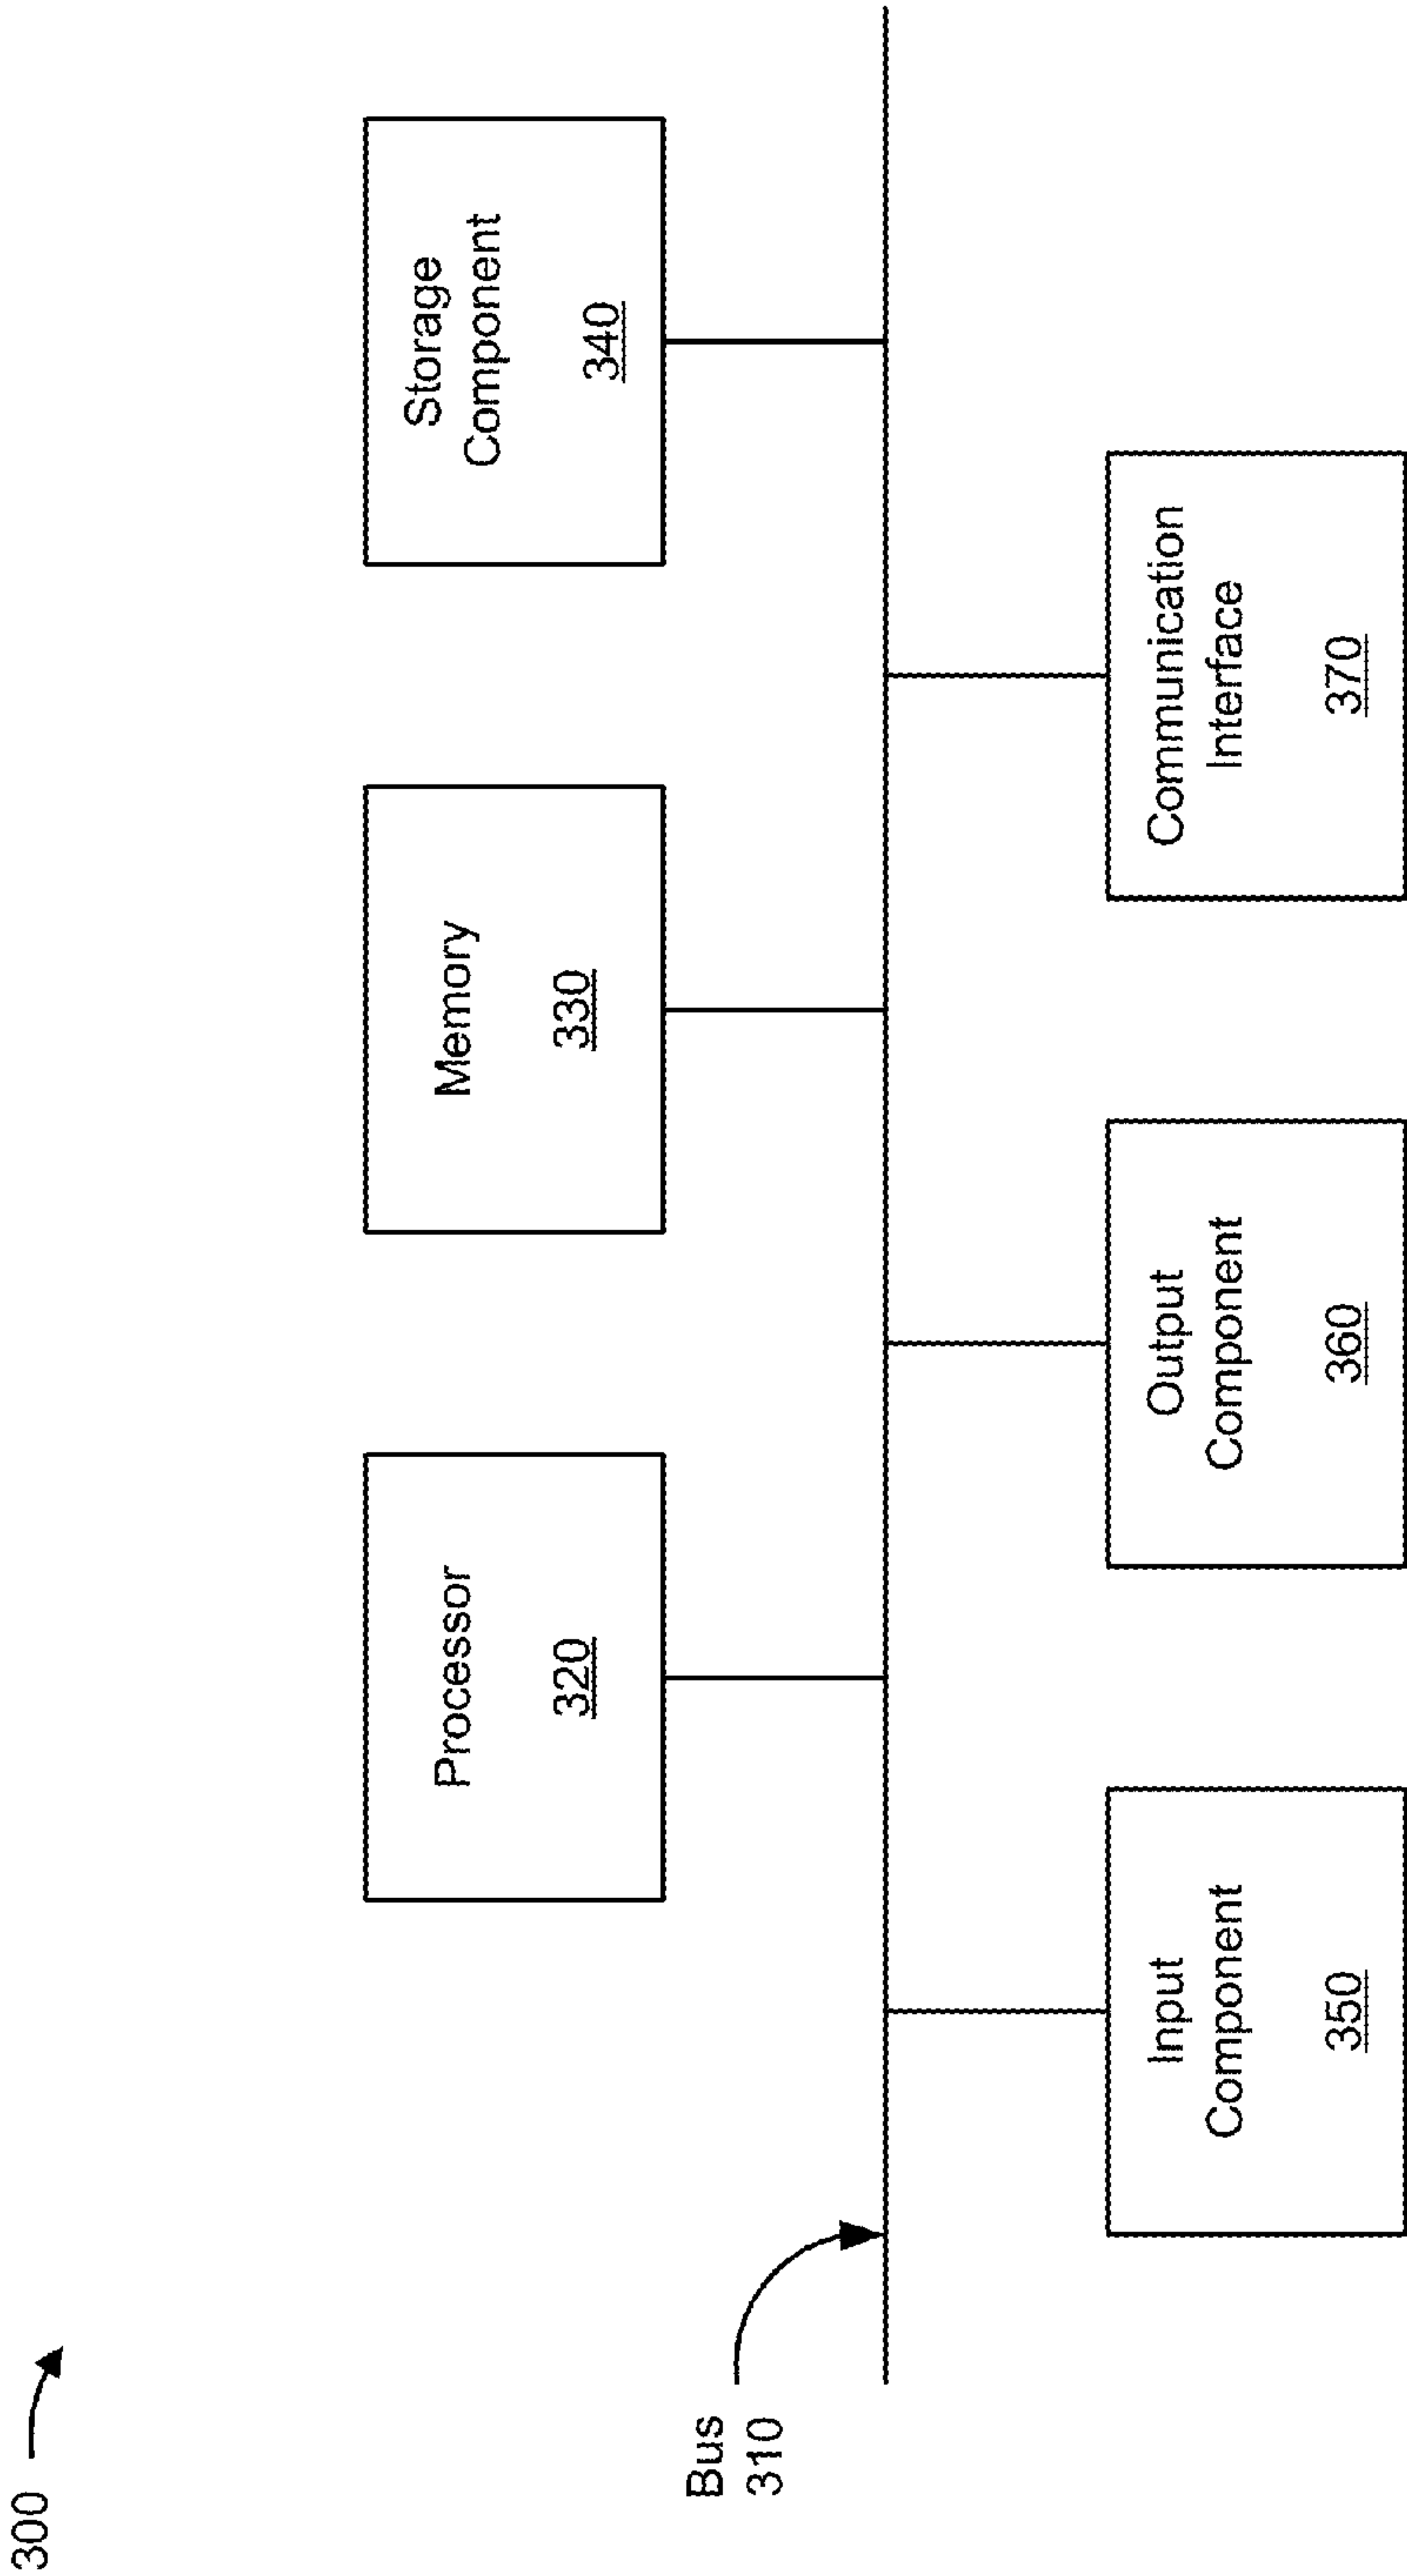 300
Processor
320
Memory
330
Storage
Component
340
Bus
310
Input
Component
350
Output
Component
360
Communication
Interface
370